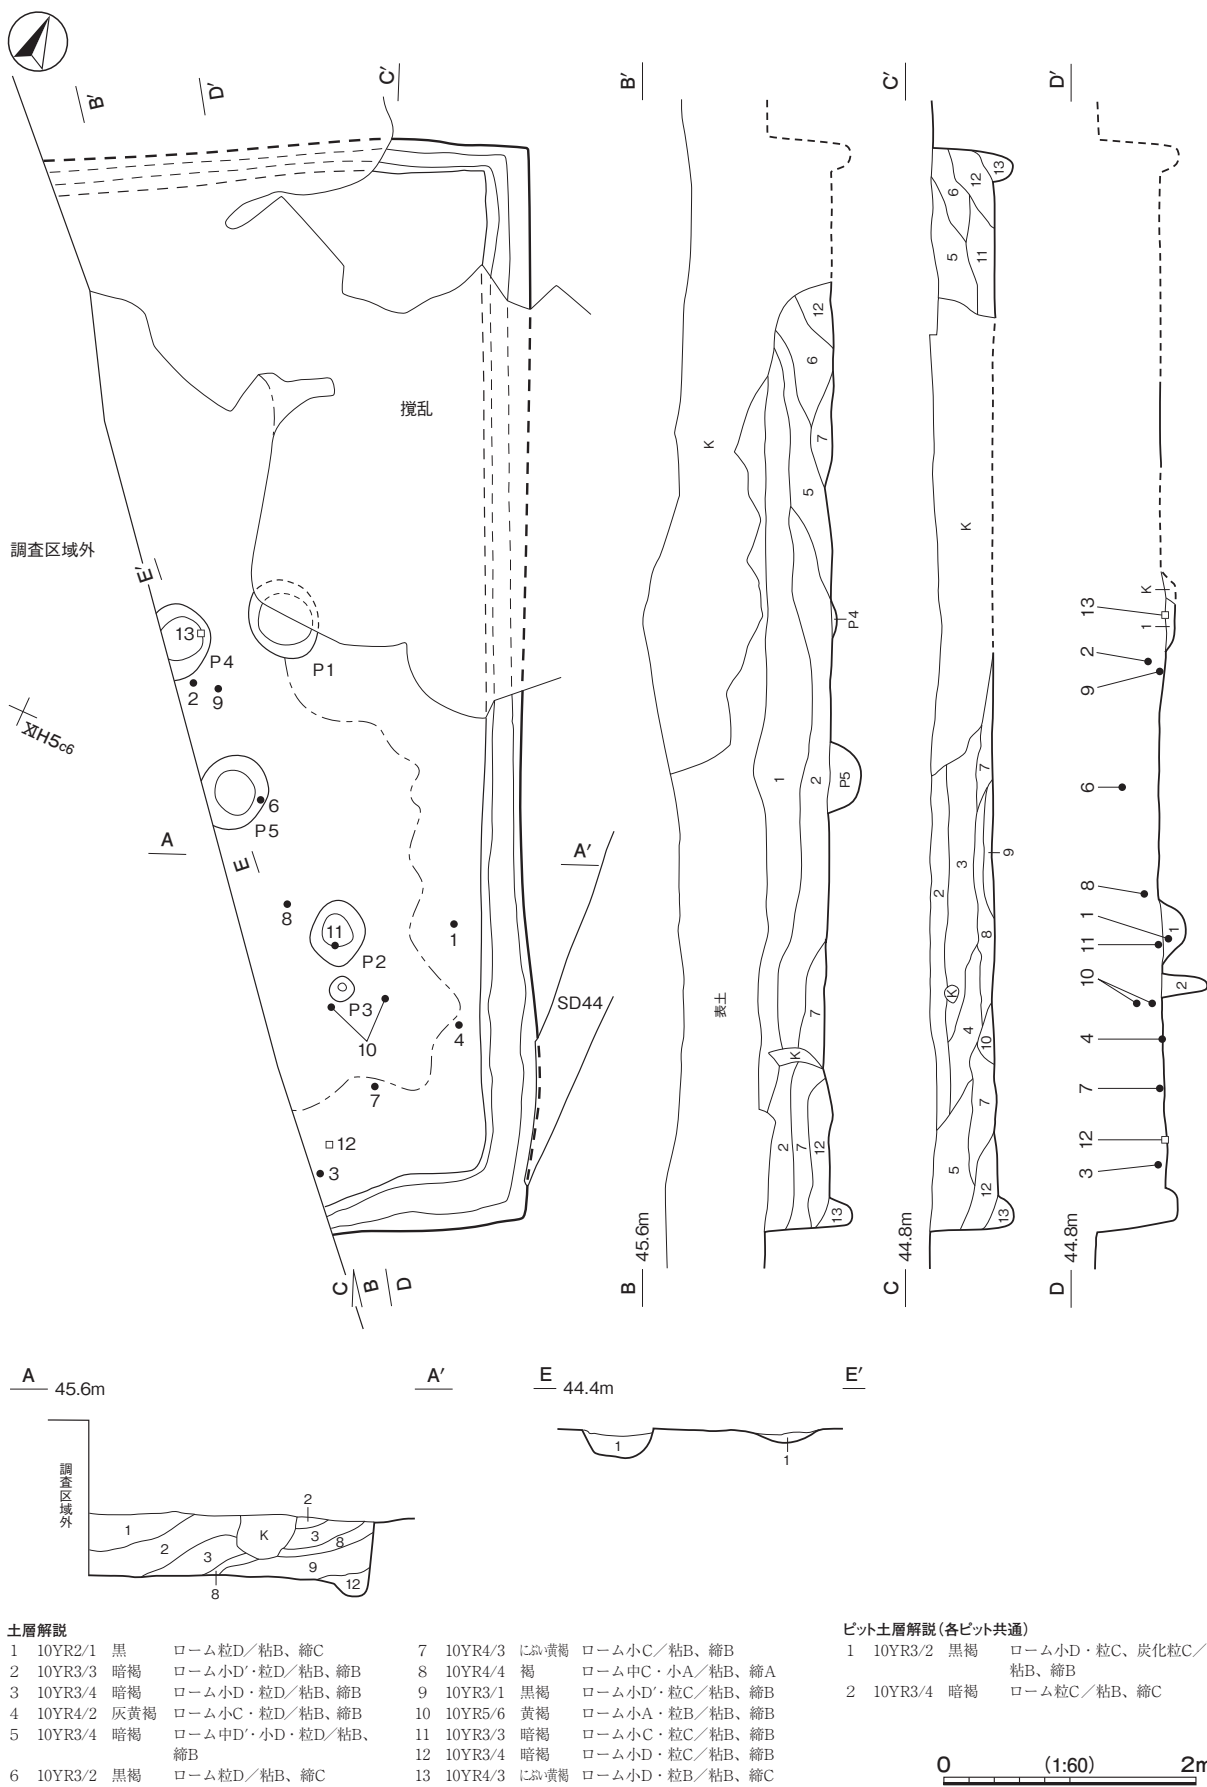 B′
D′
C′
B′
C′
D′
撹乱
調査区域外
E′
13
P4
2
9
P1
ⅪH5c6
6
P5
A
E
A′
8
11
P2
1
P3
10
4
SD44
7
12
3
C
B
D
K
12
6
7
5
P4
1
2
P5
7
表土
K
2
7
12
13
B
45.6m
13
12
6
5
11
K
7
3
2
9
8
K
4
10
7
5
12
13
C
44.8m
K
13
1
2
9
6
8
1
1
11
10
2
4
7
12
3
D
44.8m
A
45.6m
A′
調査区域外
1
2
3
8
K
2
3
8
9
12
E
44.4m
E′
1
1
土層解説
1 10YR2/1 黒 ローム粒D／粘B、締C
2 10YR3/3 暗褐 ローム小D′・粒D／粘B、締B
3 10YR3/4 暗褐 ローム小D・粒D／粘B、締B
4 10YR4/2 灰黄褐 ローム小C・粒D／粘B、締B
5 10YR3/4 暗褐 ローム中D′・小D・粒D／粘B、
締B
6 10YR3/2 黒褐 ローム粒D／粘B、締C
7 10YR4/3 にぶい黄褐 ローム小C／粘B、締B
8 10YR4/4 褐 ローム中C・小A／粘B、締A
9 10YR3/1 黒褐 ローム小D′・粒C／粘B、締B
10 10YR5/6 黄褐 ローム小A・粒B／粘B、締B
11 10YR3/3 暗褐 ローム小C・粒C／粘B、締B
12 10YR3/4 暗褐 ローム小D・粒C／粘B、締B
13 10YR4/3 にぶい黄褐 ローム小D・粒B／粘B、締C
ピット土層解説（各ピット共通）
1 10YR3/2 黒褐 ローム小D・粒C、炭化粒C／
粘B、締B
2 10YR3/4 暗褐 ローム粒C／粘B、締C
0 (1:60) 2m